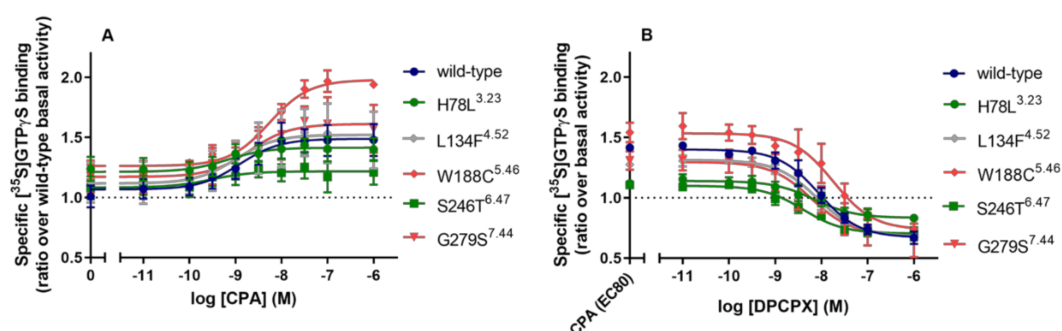 A
Specific [³⁵S]GTPγS binding
(ratio over wild-type basal activity)
2.0
1.5
1.0
0.5
0
-11
-10
-9
-8
-7
-6
log [CPA] (M)
wild-type
H78L³·²³
L134F⁴·⁵²
W188C⁵·⁴⁶
S246T⁶·⁴⁷
G279S⁷·⁴⁴
B
Specific [³⁵S]GTPγS binding
(ratio over basal activity)
2.0
1.5
1.0
0.5
CPA (EC80)
-11
-10
-9
-8
-7
-6
log [DPCPX] (M)
wild-type
H78L³·²³
L134F⁴·⁵²
W188C⁵·⁴⁶
S246T⁶·⁴⁷
G279S⁷·⁴⁴